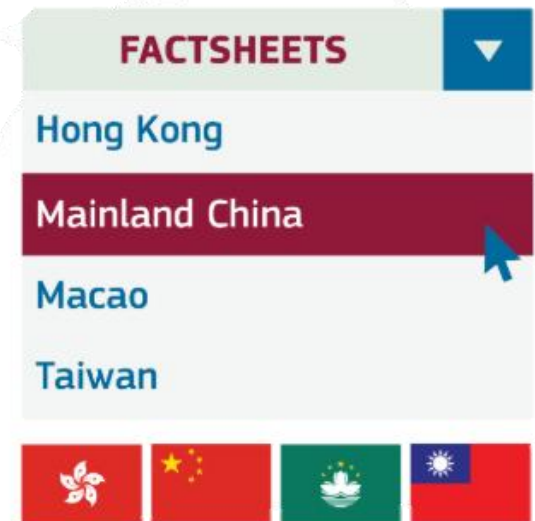 FACTSHEETS
Hong Kong
Mainland China
Macao
Taiwan